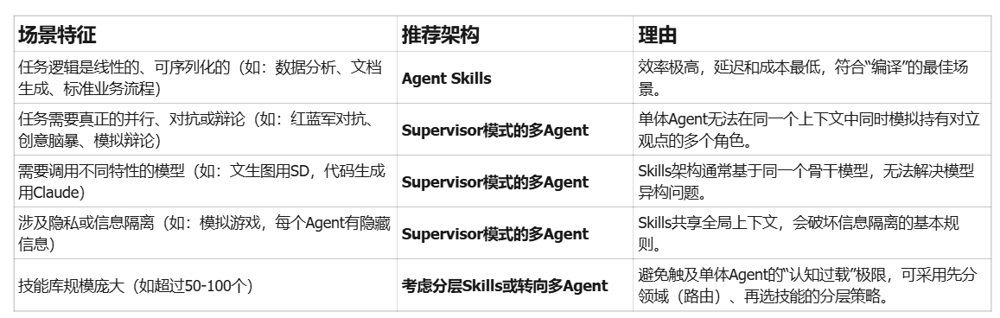 场景特征
推荐架构
理由
任务逻辑是线性的、可序列化的（如：数据分析、文档
生成、标准业务流程）
Agent Skills
效率极高，延迟和成本最低，符合“编译”的最佳场
景。
任务需要真正的并行、对抗或辩论（如：红蓝军对抗、
创意脑暴、模拟辩论）
Supervisor模式的多Agent
单体Agent无法在同一个上下文中同时模拟持有对立
观点的多个角色。
需要调用不同特性的模型（如：文生图用SD，代码生成
用Claude）
Supervisor模式的多Agent
Skills架构通常基于同一个骨干模型，无法解决模型
异构问题。
涉及隐私或信息隔离（如：模拟游戏，每个Agent有隐藏
信息）
Supervisor模式的多Agent
Skills共享全局上下文，会破坏信息隔离的基本规
则。
技能库规模庞大（如超过50-100个）
考虑分层Skills或转向多Agent
避免触及单体Agent的“认知过载”极限，可采用先分
领域（路由）、再选技能的分层策略。